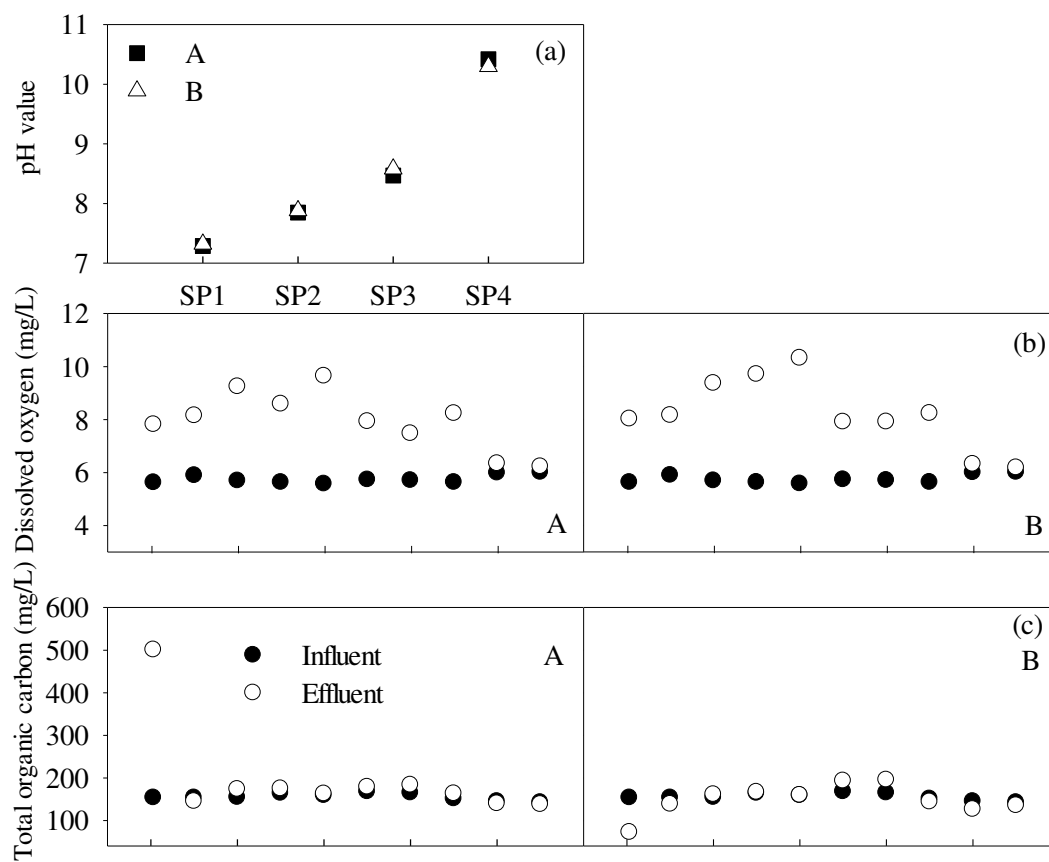 11
10
9
8
7
pH value
A
B
(a)
SP1 SP2 SP3 SP4
12
10
8
6
4
Dissolved oxygen (mg/L)
A
(b)
B
600
500
400
300
200
100
Total organic carbon (mg/L)
Influent
Effluent
A
(c)
B